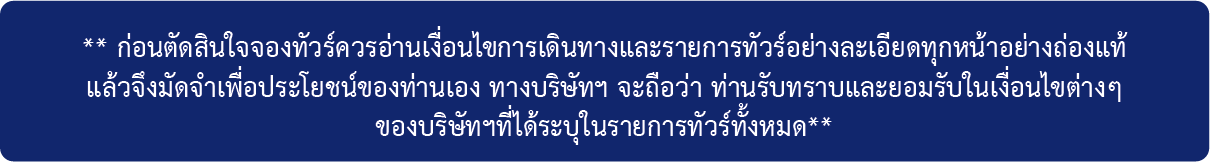 ** ก่อนตัดสินใจจองทัวร์ควรอ่านเงื่อนไขการเดินทางและรายการทัวร์อย่างละเอียดทุกหน้าอย่างถ่องแท้
แล้วจึงมัดจำเพื่อประโยชน์ของท่านเอง ทางบริษัทฯ จะถือว่า ท่านรับทราบและยอมรับในเงื่อนไขต่างๆ
ของบริษัทฯที่ได้ระบุในรายการทัวร์ทั้งหมด**